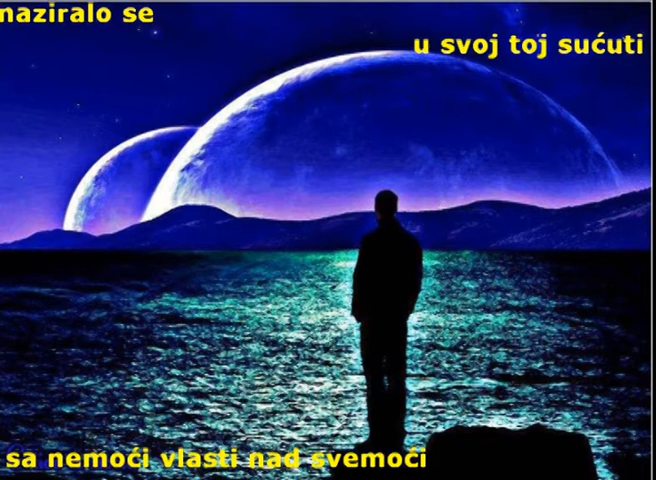 naziralo se
u svoj toj sućuti
sa nemoći vlasti nad svemoći